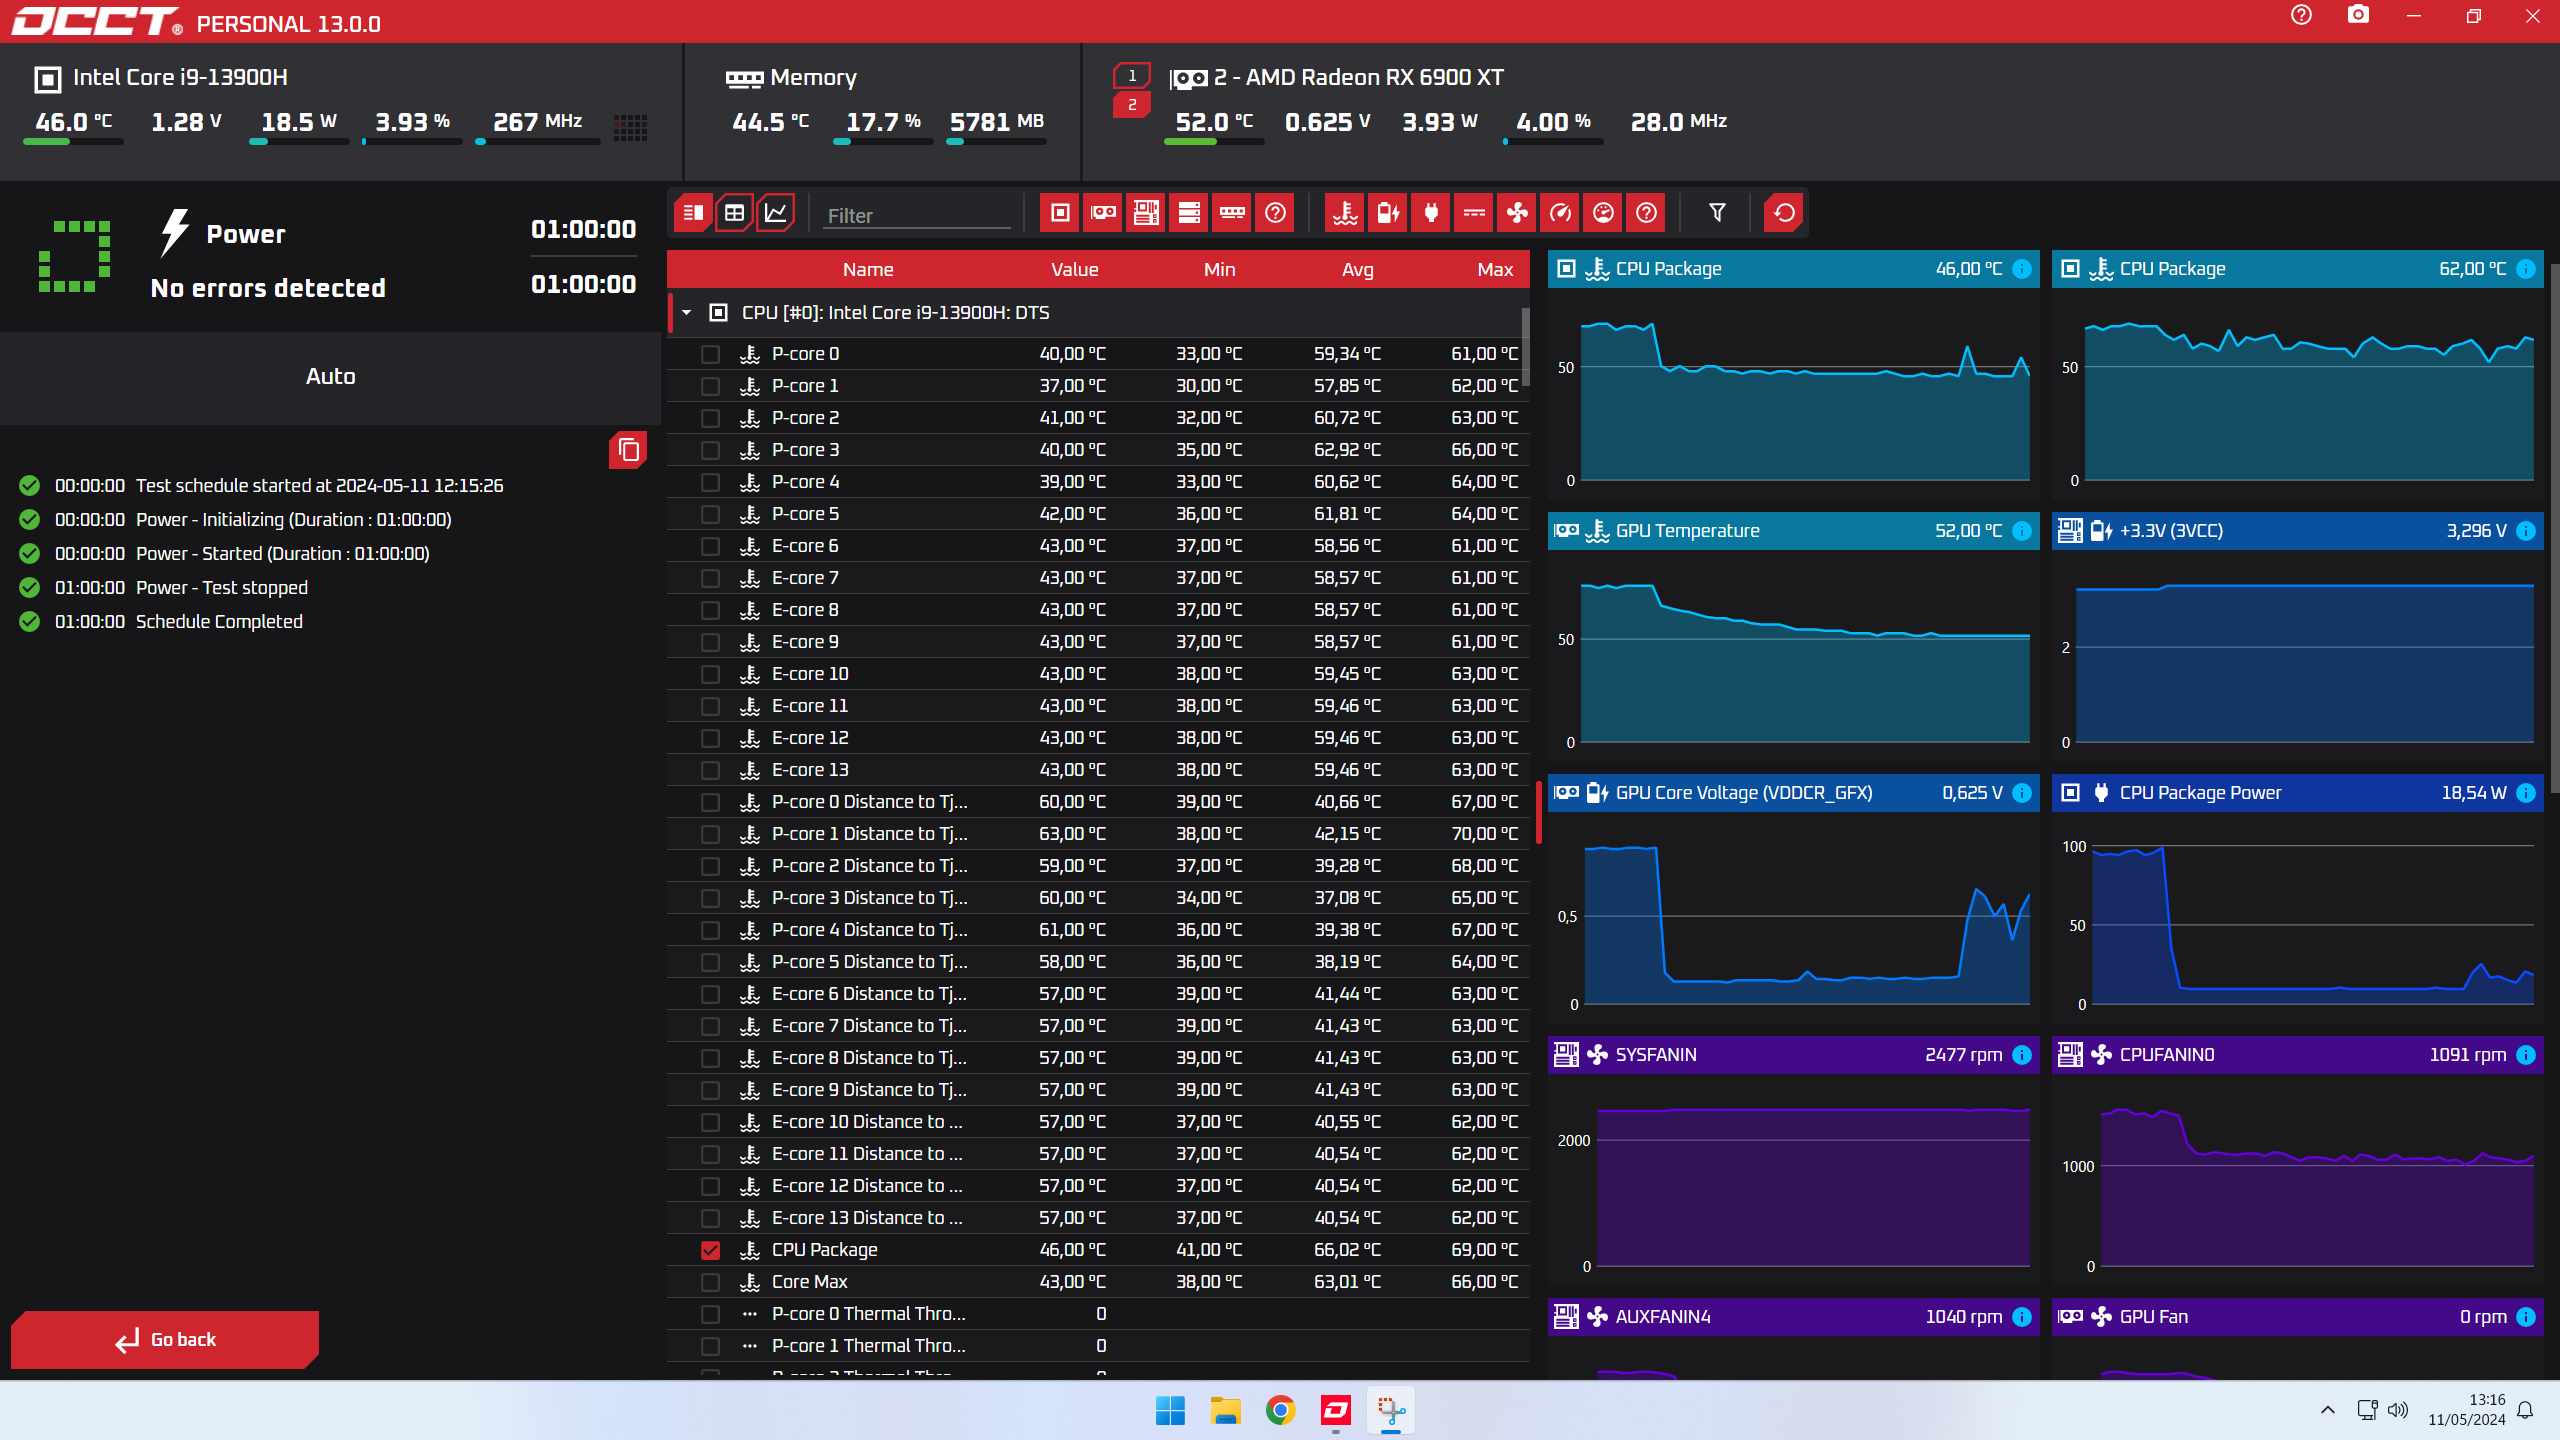 OCCT® PERSONAL 13.0.0
Intel Core i9-13900H
46.0 °C 1.28 V 18.5 W 3.93 % 267 MHz
Memory
44.5 °C 17.7 % 5781 MB
1
2
2 - AMD Radeon RX 6900 XT
52.0 °C 0.625 V 3.93 W 4.00 % 28.0 MHz
Power
No errors detected
01:00:00
01:00:00
Auto
00:00:00 Test schedule started at 2024-05-11 12:15:26
00:00:00 Power - Initializing (Duration : 01:00:00)
00:00:00 Power - Started (Duration : 01:00:00)
01:00:00 Power - Test stopped
01:00:00 Schedule Completed
Go back
Filter
Name Value Min Avg Max
CPU [#0]: Intel Core i9-13900H: DTS
P-core 0 40,00 °C 33,00 °C 59,34 °C 61,00 °C
P-core 1 37,00 °C 30,00 °C 57,85 °C 62,00 °C
P-core 2 41,00 °C 32,00 °C 60,72 °C 63,00 °C
P-core 3 40,00 °C 35,00 °C 62,92 °C 66,00 °C
P-core 4 39,00 °C 33,00 °C 60,62 °C 64,00 °C
P-core 5 42,00 °C 36,00 °C 61,81 °C 64,00 °C
E-core 6 43,00 °C 37,00 °C 58,56 °C 61,00 °C
E-core 7 43,00 °C 37,00 °C 58,57 °C 61,00 °C
E-core 8 43,00 °C 37,00 °C 58,57 °C 61,00 °C
E-core 9 43,00 °C 37,00 °C 58,57 °C 61,00 °C
E-core 10 43,00 °C 38,00 °C 59,45 °C 63,00 °C
E-core 11 43,00 °C 38,00 °C 59,46 °C 63,00 °C
E-core 12 43,00 °C 38,00 °C 59,46 °C 63,00 °C
E-core 13 43,00 °C 38,00 °C 59,46 °C 63,00 °C
P-core 0 Distance to Tj... 60,00 °C 39,00 °C 40,66 °C 67,00 °C
P-core 1 Distance to Tj... 63,00 °C 38,00 °C 42,15 °C 70,00 °C
P-core 2 Distance to Tj... 59,00 °C 37,00 °C 39,28 °C 68,00 °C
P-core 3 Distance to Tj... 60,00 °C 34,00 °C 37,08 °C 65,00 °C
P-core 4 Distance to Tj... 61,00 °C 36,00 °C 39,38 °C 67,00 °C
P-core 5 Distance to Tj... 58,00 °C 36,00 °C 38,19 °C 64,00 °C
E-core 6 Distance to Tj... 57,00 °C 39,00 °C 41,44 °C 63,00 °C
E-core 7 Distance to Tj... 57,00 °C 39,00 °C 41,43 °C 63,00 °C
E-core 8 Distance to Tj... 57,00 °C 39,00 °C 41,43 °C 63,00 °C
E-core 9 Distance to Tj... 57,00 °C 39,00 °C 41,43 °C 63,00 °C
E-core 10 Distance to ... 57,00 °C 37,00 °C 40,55 °C 62,00 °C
E-core 11 Distance to ... 57,00 °C 37,00 °C 40,54 °C 62,00 °C
E-core 12 Distance to ... 57,00 °C 37,00 °C 40,54 °C 62,00 °C
E-core 13 Distance to ... 57,00 °C 37,00 °C 40,54 °C 62,00 °C
CPU Package 46,00 °C 41,00 °C 66,02 °C 69,00 °C
Core Max 43,00 °C 38,00 °C 63,01 °C 66,00 °C
P-core 0 Thermal Thro... 0
P-core 1 Thermal Thro... 0
CPU Package 46,00 °C
50
0
CPU Package 62,00 °C
50
0
GPU Temperature 52,00 °C
50
0
+3.3V (3VCC) 3,296 V
2
0
GPU Core Voltage (VDDCR_GFX) 0,625 V
0,5
0
CPU Package Power 18,54 W
100
50
0
SYSFANIN 2477 rpm
2000
0
CPUFANIN0 1091 rpm
1000
0
AUXFANIN4 1040 rpm
GPU Fan 0 rpm
13:16
11/05/2024